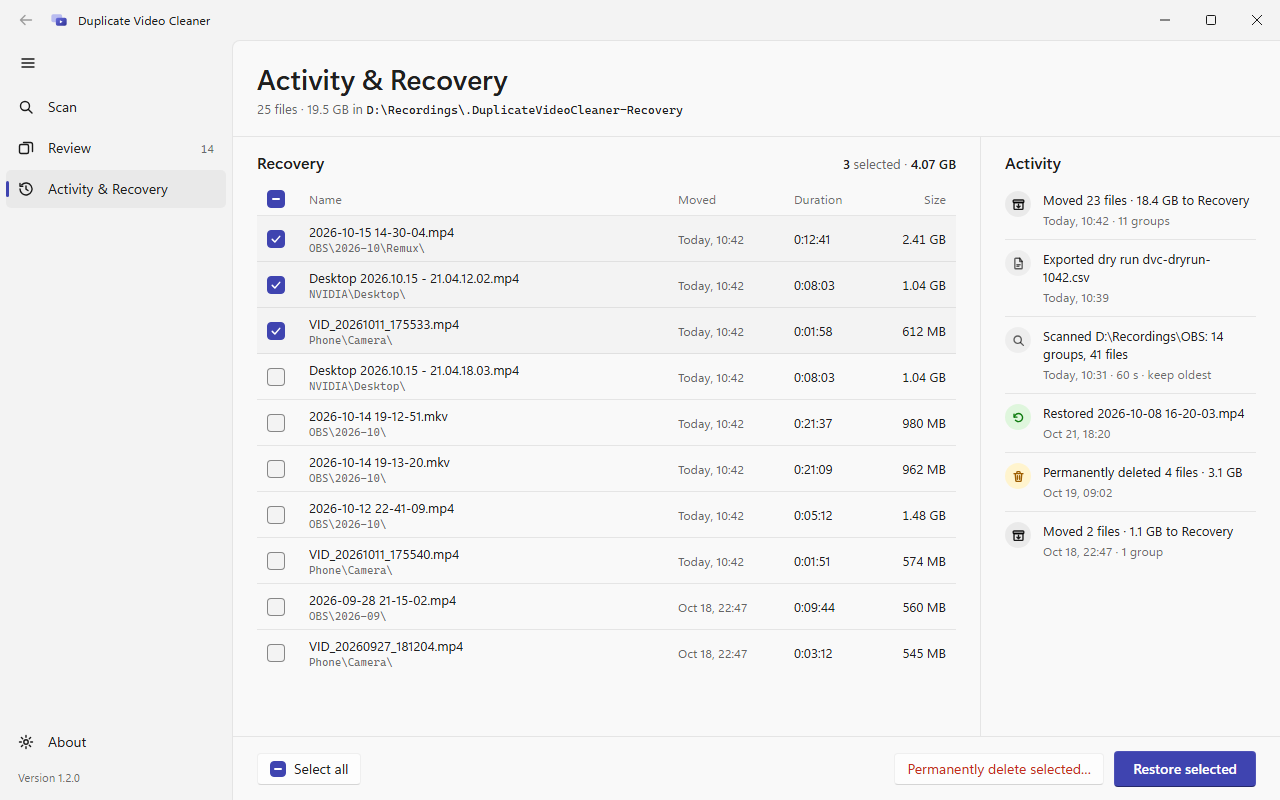 Duplicate Video Cleaner
Scan
Review 14
Activity & Recovery
About
Version 1.2.0
Activity & Recovery
25 files · 19.5 GB in D:\Recordings\.DuplicateVideoCleaner-Recovery
Recovery 3 selected · 4.07 GB
Name Moved Duration Size
2026-10-15 14-30-04.mp4 Today, 10:42 0:12:41 2.41 GB
OBS\2026-10\Remux\
Desktop 2026.10.15 - 21.04.12.02.mp4 Today, 10:42 0:08:03 1.04 GB
NVIDIA\Desktop\
VID_20261011_175533.mp4 Today, 10:42 0:01:58 612 MB
Phone\Camera\
Desktop 2026.10.15 - 21.04.18.03.mp4 Today, 10:42 0:08:03 1.04 GB
NVIDIA\Desktop\
2026-10-14 19-12-51.mkv Today, 10:42 0:21:37 980 MB
OBS\2026-10\
2026-10-14 19-13-20.mkv Today, 10:42 0:21:09 962 MB
OBS\2026-10\
2026-10-12 22-41-09.mp4 Today, 10:42 0:05:12 1.48 GB
OBS\2026-10\
VID_20261011_175540.mp4 Today, 10:42 0:01:51 574 MB
Phone\Camera\
2026-09-28 21-15-02.mp4 Oct 18, 22:47 0:09:44 560 MB
OBS\2026-09\
VID_20260927_181204.mp4 Oct 18, 22:47 0:03:12 545 MB
Phone\Camera\
Activity
Moved 23 files · 18.4 GB to Recovery
Today, 10:42 · 11 groups
Exported dry run dvc-dryrun-
1042.csv
Today, 10:39
Scanned D:\Recordings\OBS: 14
groups, 41 files
Today, 10:31 · 60 s · keep oldest
Restored 2026-10-08 16-20-03.mp4
Oct 21, 18:20
Permanently deleted 4 files · 3.1 GB
Oct 19, 09:02
Moved 2 files · 1.1 GB to Recovery
Oct 18, 22:47 · 1 group
Select all
Permanently delete selected...
Restore selected